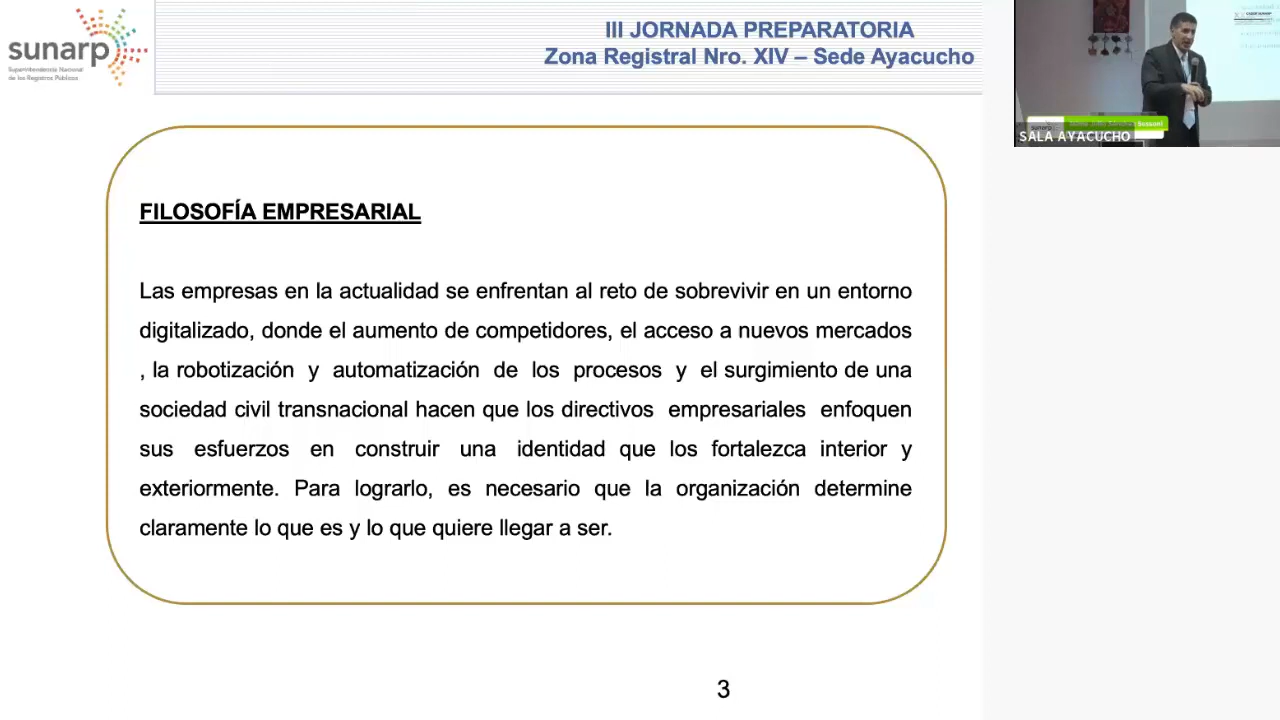 sunarp
Superintendencia Nacional
de los Registros Públicos
III JORNADA PREPARATORIA
Zona Registral Nro. XIV – Sede Ayacucho
FILOSOFÍA EMPRESARIAL
Las empresas en la actualidad se enfrentan al reto de sobrevivir en un entorno
digitalizado, donde el aumento de competidores, el acceso a nuevos mercados
, la robotización y automatización de los procesos y el surgimiento de una
sociedad civil transnacional hacen que los directivos empresariales enfoquen
sus esfuerzos en construir una identidad que los fortalezca interior y
exteriormente. Para lograrlo, es necesario que la organización determine
claramente lo que es y lo que quiere llegar a ser.
3
sunarp
SALA AYACUCHO